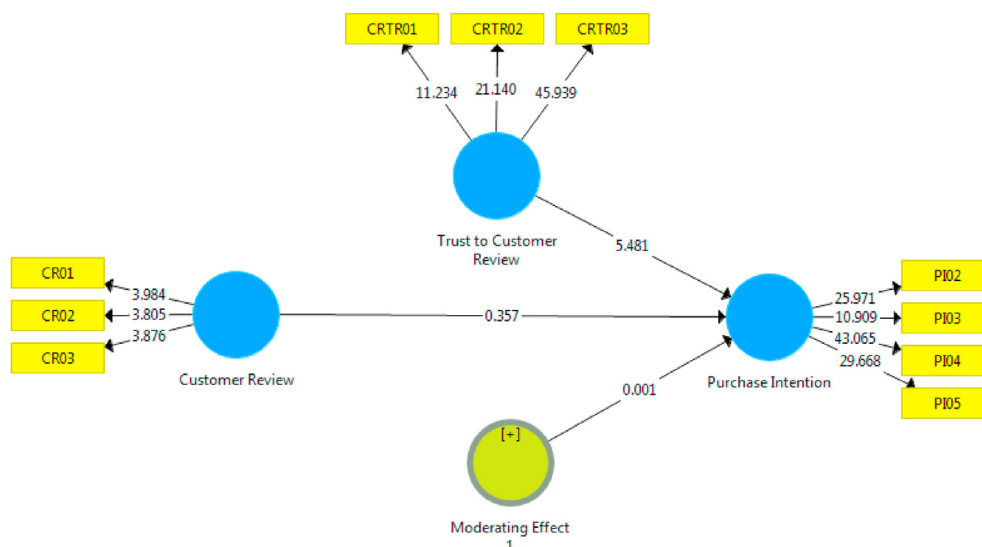 CRTR01 CRTR02 CRTR03
11.234 21.140 45.939
Trust to Customer
Review
5.481
CR01
CR02
CR03
3.984
3.805
3.876
Customer Review
0.357
PI02
PI03
PI04
PI05
25.971
10.909
43.065
29.668
Purchase Intention
0.001
[+]
Moderating Effect
1